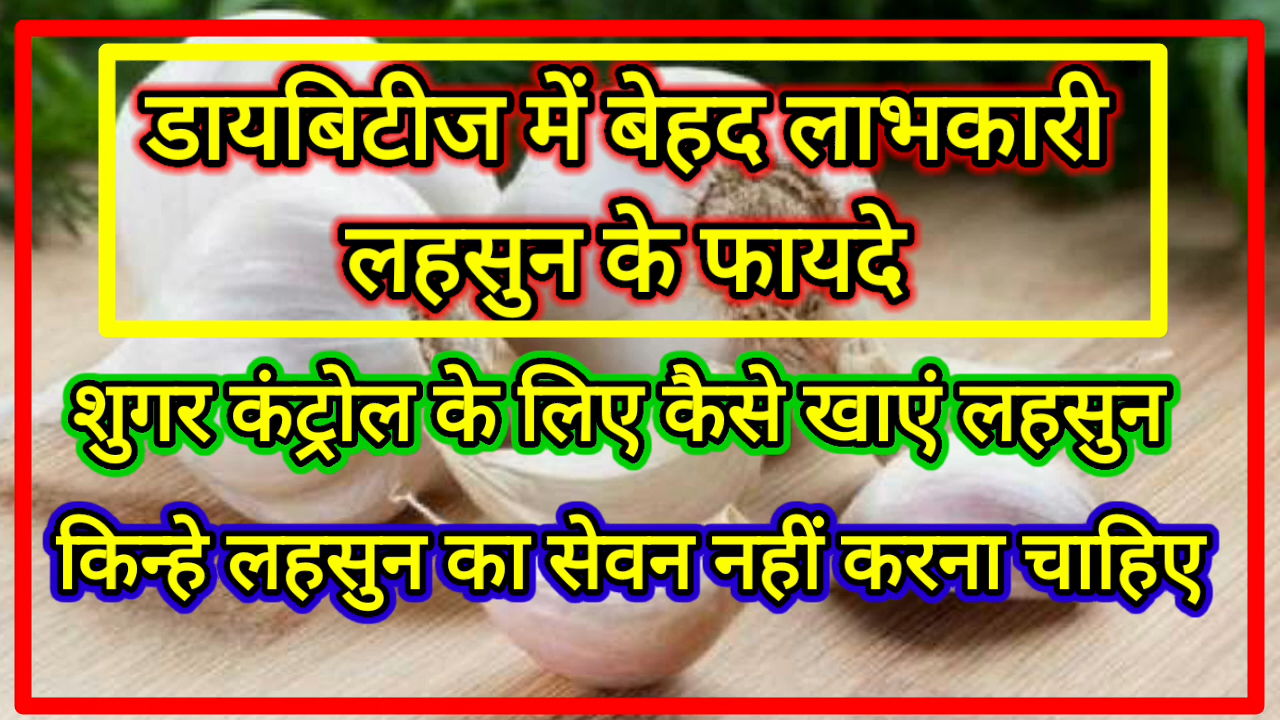 डायबिटीज में बेहद लाभकारी
लहसुन के फायदे
शुगर कंट्रोल के लिए कैसे खाएं लहसुन
किन्हे लहसुन का सेवन नहीं करना चाहिए